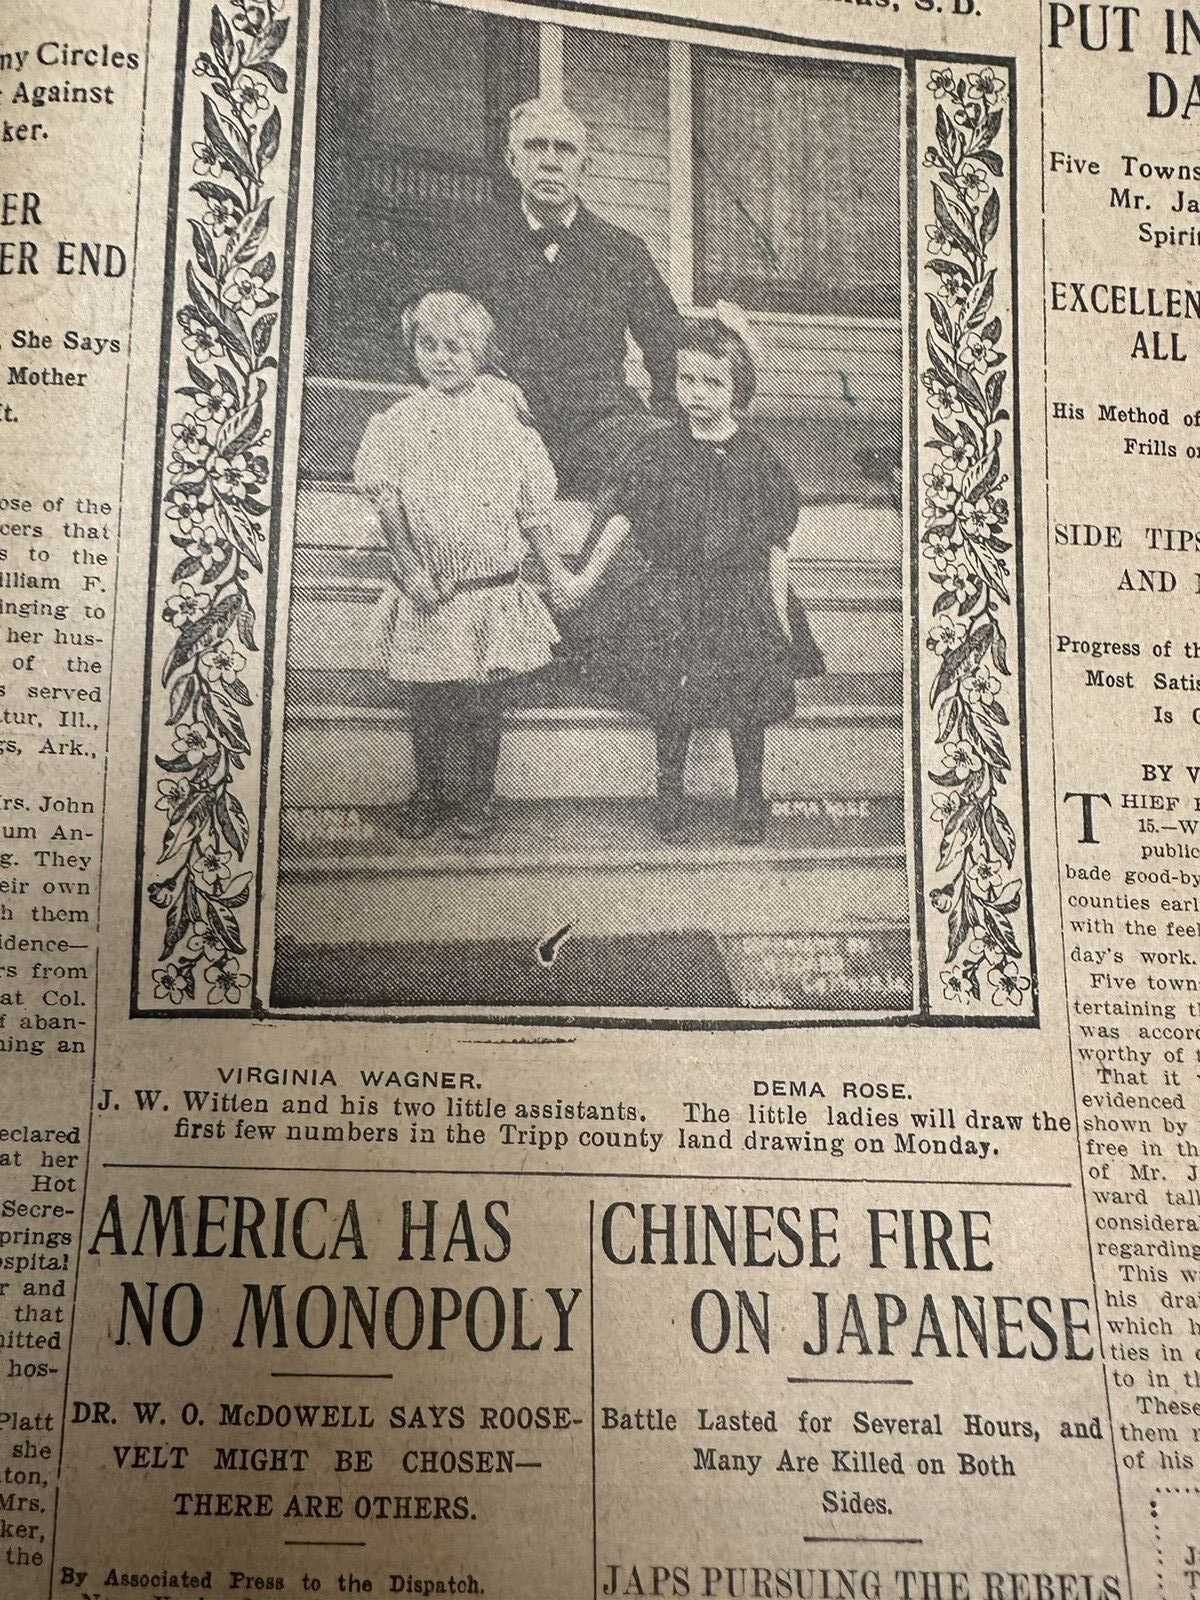 S. D.
ny Circles
Against
ker.
ER
ER END
, She Says
Mother
It.
ose of the
cers that
s to the
illiam F.
inging to
her hus-
of the
s served
tur, Ill.,
gs, Ark.,
rs. John
um An-
g. They
eir own
h them
idence—
rs from
at Col.
f aban-
ning an
eclared
at her
Hot
Secre-
prings
ospital
r and
that
nitted
hos-
Platt
she
ton,
Mrs.
ker,
the
VIRGINIA WAGNER.
DEMA ROSE.
J. W. Witten and his two little assistants. The little ladies will draw the
first few numbers in the Tripp county land drawing on Monday.
AMERICA HAS
NO MONOPOLY
DR. W. O. McDOWELL SAYS ROOSE-
VELT MIGHT BE CHOSEN—
THERE ARE OTHERS.
By Associated Press to the Dispatch.
CHINESE FIRE
ON JAPANESE
Battle Lasted for Several Hours, and
Many Are Killed on Both
Sides.
JAPS PURSUING THE REBELS
PUT IN
DA
Five Towns
Mr. Ja
Spiri
EXCELLEN
ALL
His Method of
Frills o
SIDE TIPS
AND
Progress of th
Most Satis
Is
BY V
THIEF
15.—W
public
bade good-by
counties earl
with the feel
day's work.
Five town
tertaining t
was accor
worthy of t
That it
evidenced
shown by
free in th
of Mr. J
ward tal
considera
regarding
This w
his dra
which h
ties in
to in t
These
them
of his